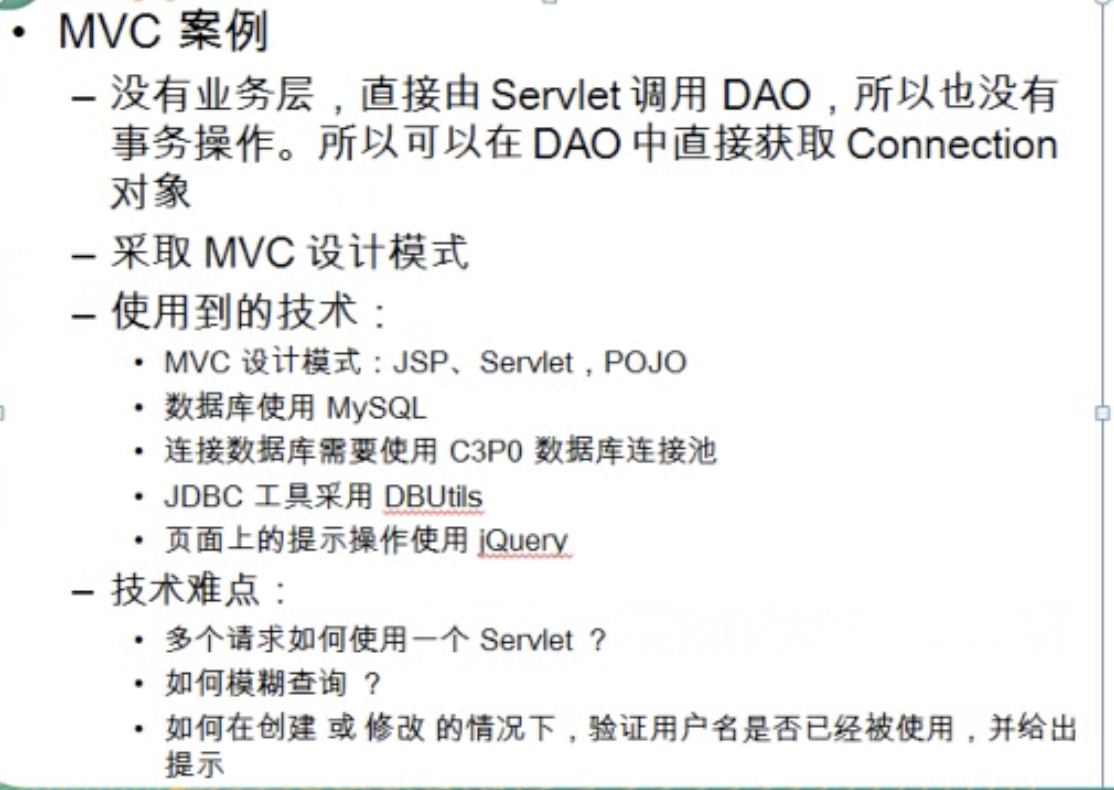 • MVC 案例
– 没有业务层，直接由 Servlet 调用 DAO，所以也没有
事务操作。所以可以在 DAO 中直接获取 Connection
对象
– 采取 MVC 设计模式
– 使用到的技术：
• MVC 设计模式：JSP、Servlet，POJO
• 数据库使用 MySQL
• 连接数据库需要使用 C3P0 数据库连接池
• JDBC 工具采用 DBUtils
• 页面上的提示操作使用 jQuery
– 技术难点：
• 多个请求如何使用一个 Servlet ？
• 如何模糊查询 ？
• 如何在创建 或 修改 的情况下，验证用户名是否已经被使用，并给出
提示